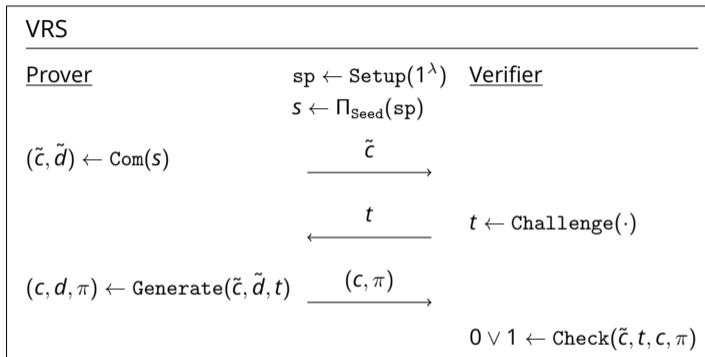 VRS
Prover sp ← Setup(1^λ) Verifier
s ← Π_Seed(sp)
(c̃, d̃) ← Com(s) c̃
t t ← Challenge(·)
(c, d, π) ← Generate(c̃, d̃, t) (c, π)
0 ∨ 1 ← Check(c̃, t, c, π)